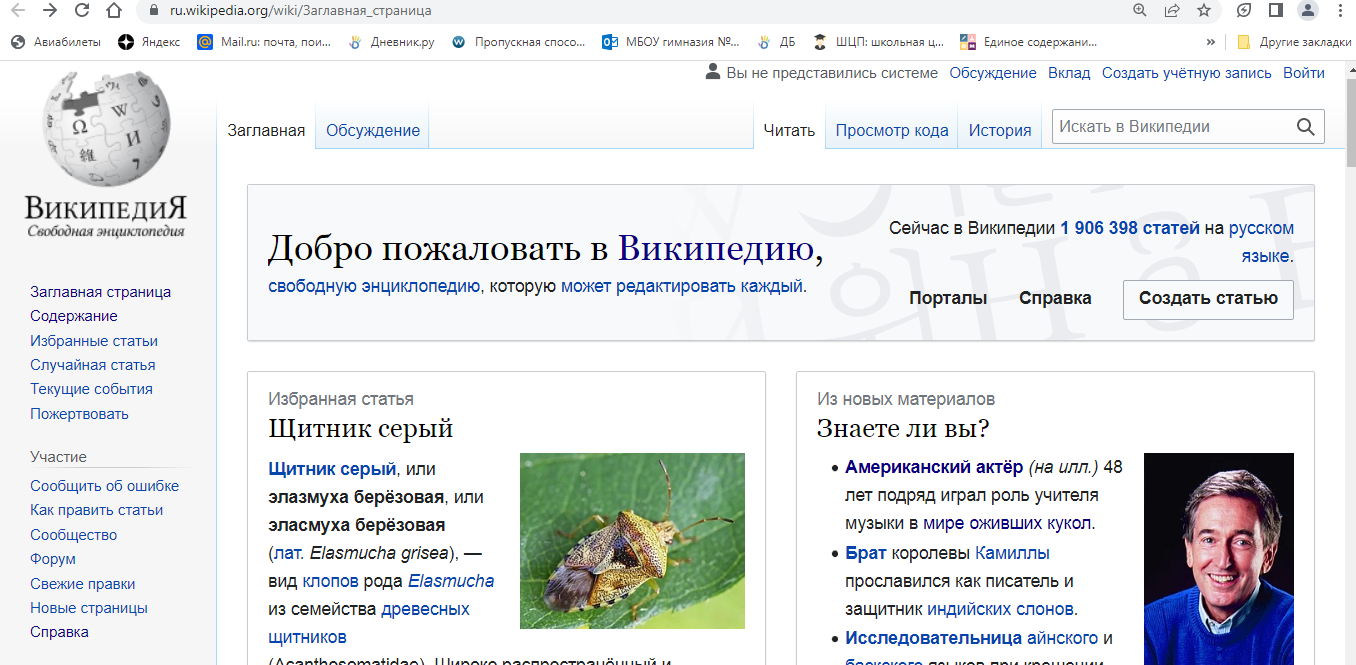 ru.wikipedia.org/wiki/Заглавная_страница
Авиабилеты
Яндекс
Mail.ru: почта, пои...
Дневник.ру
Пропускная спосо...
МБОУ гимназия №...
ДБ
ШЦП: школьная ц...
Единое содержани...
»
Другие закладки
Вы не представились системе Обсуждение Вклад Создать учётную запись Войти
ВикипедиЯ
Свободная энциклопедия
Заглавная Обсуждение
Читать Просмотр кода История
Искать в Википедии
Заглавная страница
Содержание
Избранные статьи
Случайная статья
Текущие события
Пожертвовать
Участие
Сообщить об ошибке
Как править статьи
Сообщество
Форум
Свежие правки
Новые страницы
Справка
Добро пожаловать в Википедию,
свободную энциклопедию, которую может редактировать каждый.
Сейчас в Википедии 1 906 398 статей на русском
языке.
Порталы Справка Создать статью
Избранная статья
Щитник серый
Щитник серый, или
элазмуха берёзовая, или
эласмуха берёзовая
(лат. Elasmucha grisea), —
вид клопов рода Elasmucha
из семейства древесных
щитников
(Acanthosomatidae). Широко распространённый и
Из новых материалов
Знаете ли вы?
• Американский актёр (на илл.) 48
лет подряд играл роль учителя
музыки в мире оживших кукол.
• Брат королевы Камиллы
прославился как писатель и
защитник индийских слонов.
• Исследовательница айнского и
баскского языков при крещении